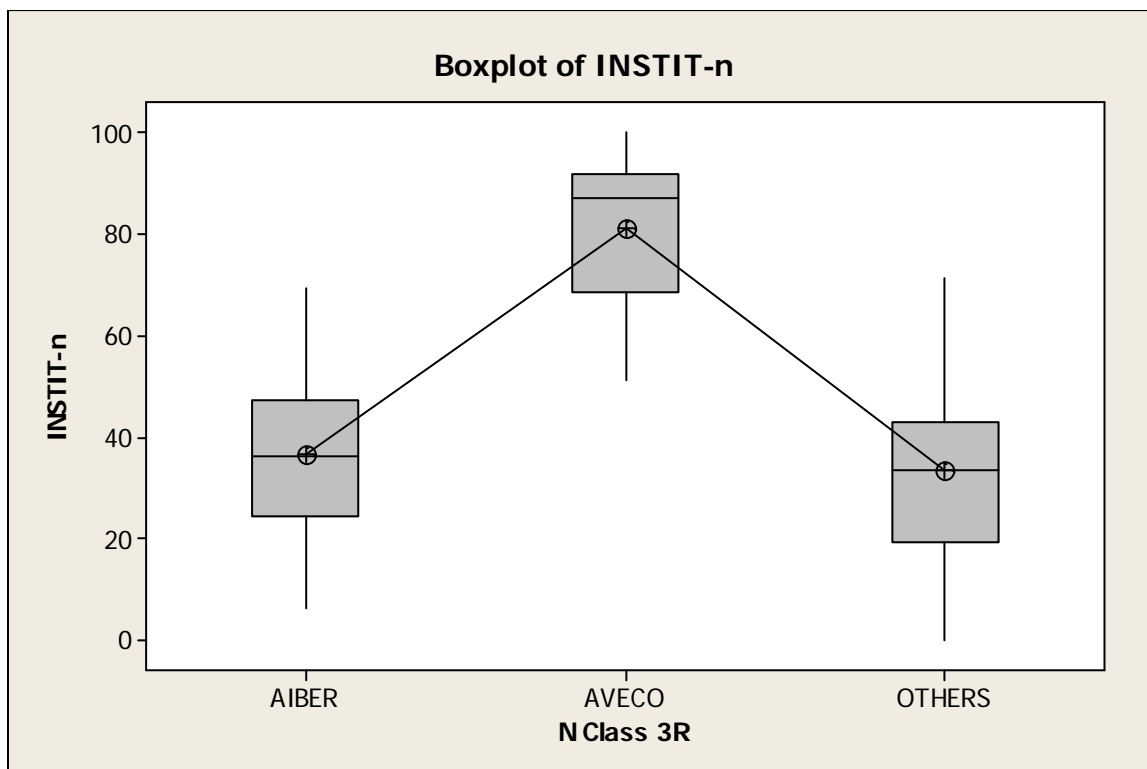 Boxplot of INSTIT-n
INSTIT-n
100
80
60
40
20
0
AIBER AVECO OTHERS
N Class 3R